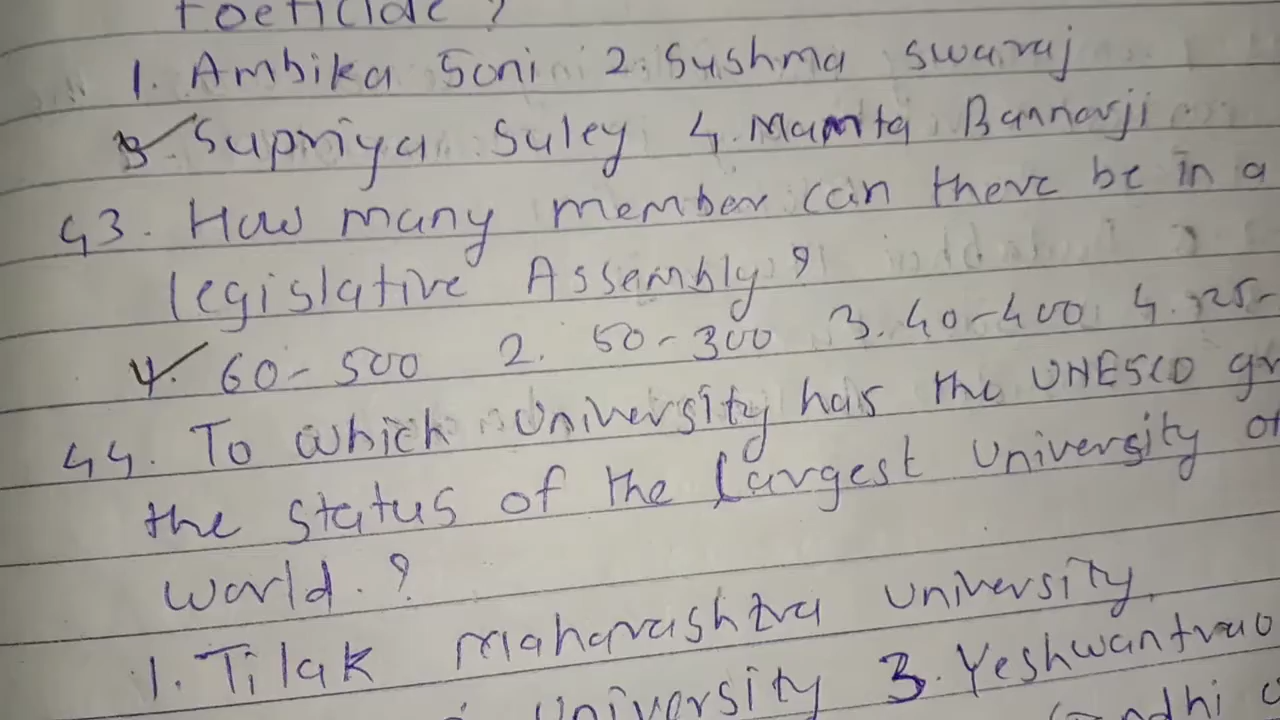 foeticide ?
1. Ambika Soni 2. Sushma Swaraj
3. Supriya Suley 4. Mamta Bannarji
43. How many member can there be in a
legislative Assembly?
1. 60-500 2. 50-300 3. 40-400 4. 125-
44. To which University has the UNESCO
the status of the Largest University of
world.?
1. Tilak Maharashtra University
University 3. Yeshwantrao